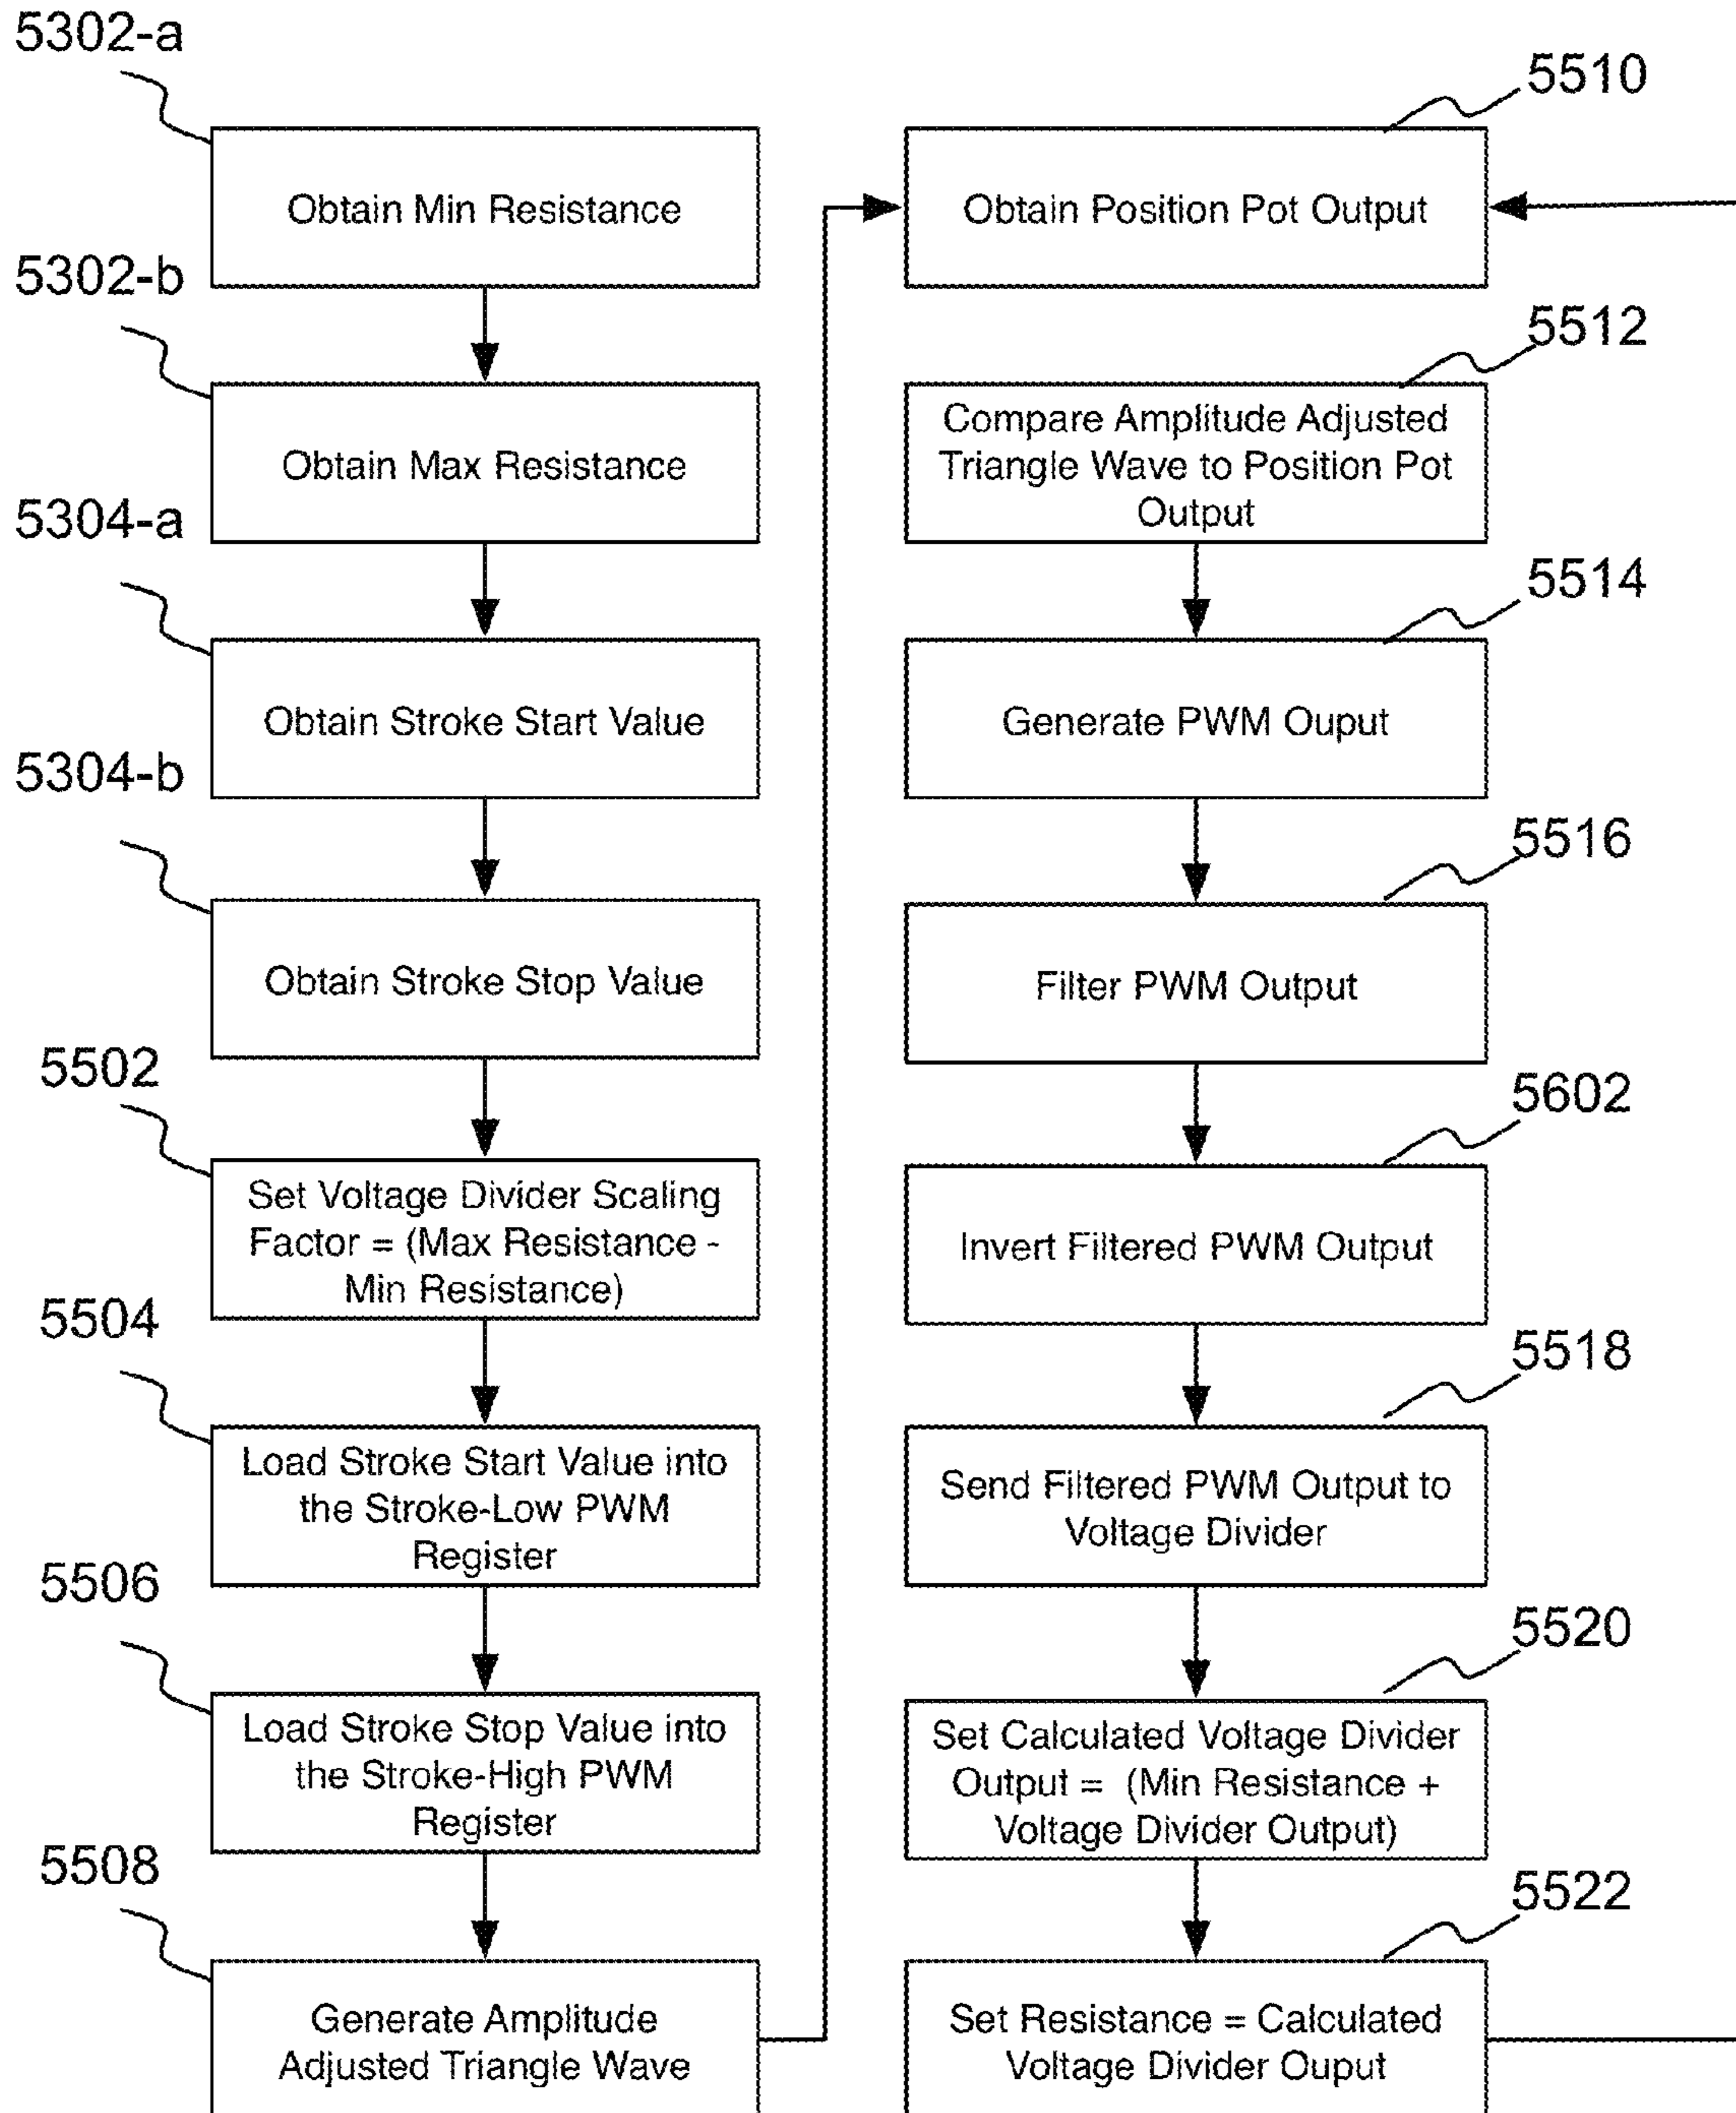 5302-a
Obtain Min Resistance
5302-b
Obtain Max Resistance
5304-a
Obtain Stroke Start Value
5304-b
Obtain Stroke Stop Value
5502
Set Voltage Divider Scaling
Factor = (Max Resistance -
Min Resistance)
5504
Load Stroke Start Value into
the Stroke-Low PWM
Register
5506
Load Stroke Stop Value into
the Stroke-High PWM
Register
5508
Generate Amplitude
Adjusted Triangle Wave
5510
Obtain Position Pot Output
5512
Compare Amplitude Adjusted
Triangle Wave to Position Pot
Output
5514
Generate PWM Ouput
5516
Filter PWM Output
5602
Invert Filtered PWM Output
5518
Send Filtered PWM Output to
Voltage Divider
5520
Set Calculated Voltage Divider
Output = (Min Resistance +
Voltage Divider Output)
5522
Set Resistance = Calculated
Voltage Divider Ouput